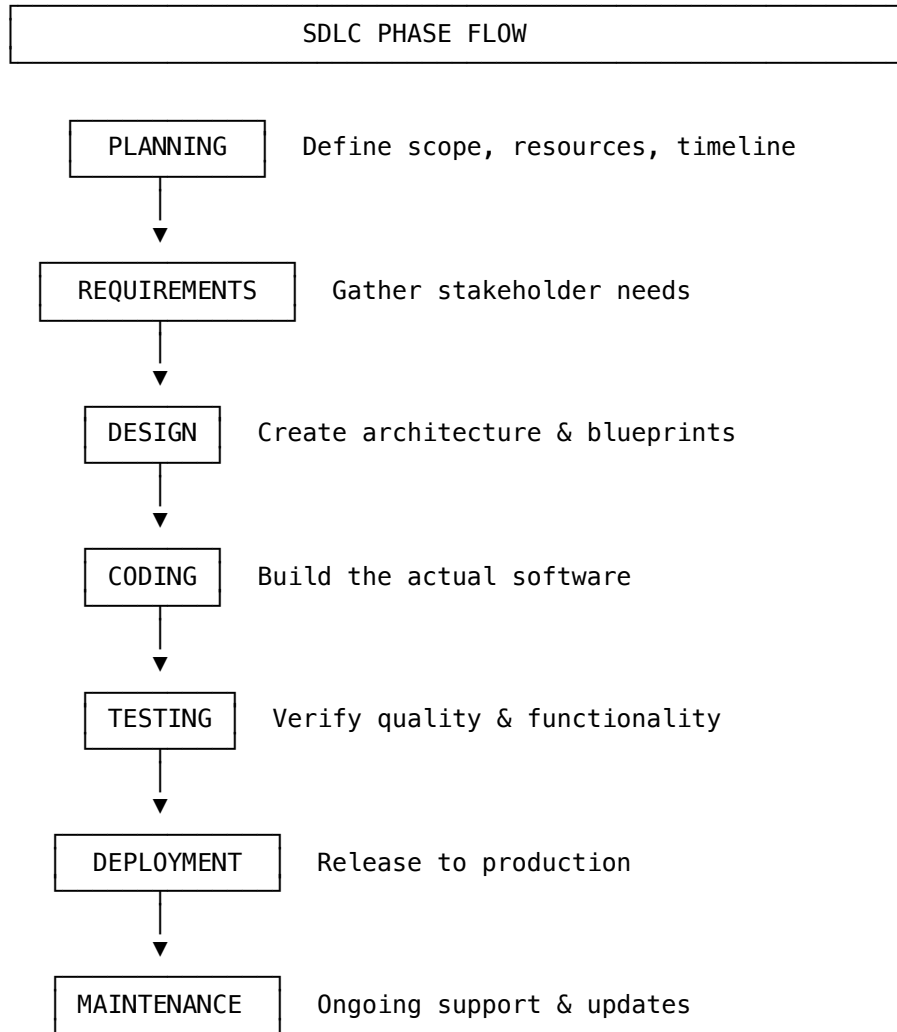 SDLC PHASE FLOW
PLANNING Define scope, resources, timeline
REQUIREMENTS Gather stakeholder needs
DESIGN Create architecture & blueprints
CODING Build the actual software
TESTING Verify quality & functionality
DEPLOYMENT Release to production
MAINTENANCE Ongoing support & updates